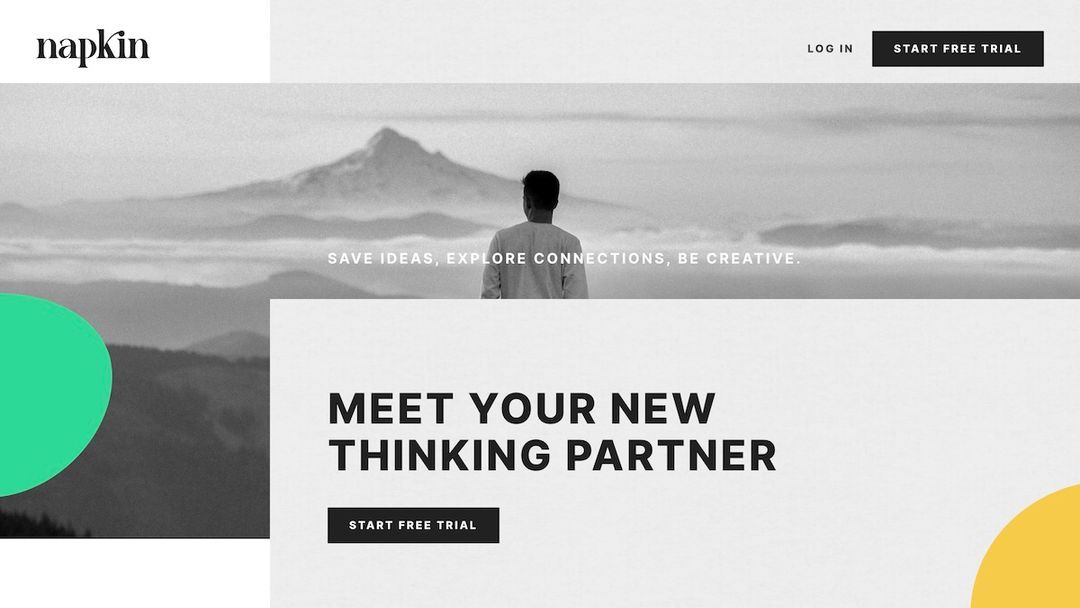 napkin
LOG IN
START FREE TRIAL
SAVE IDEAS, EXPLORE CONNECTIONS, BE CREATIVE.
MEET YOUR NEW
THINKING PARTNER
START FREE TRIAL